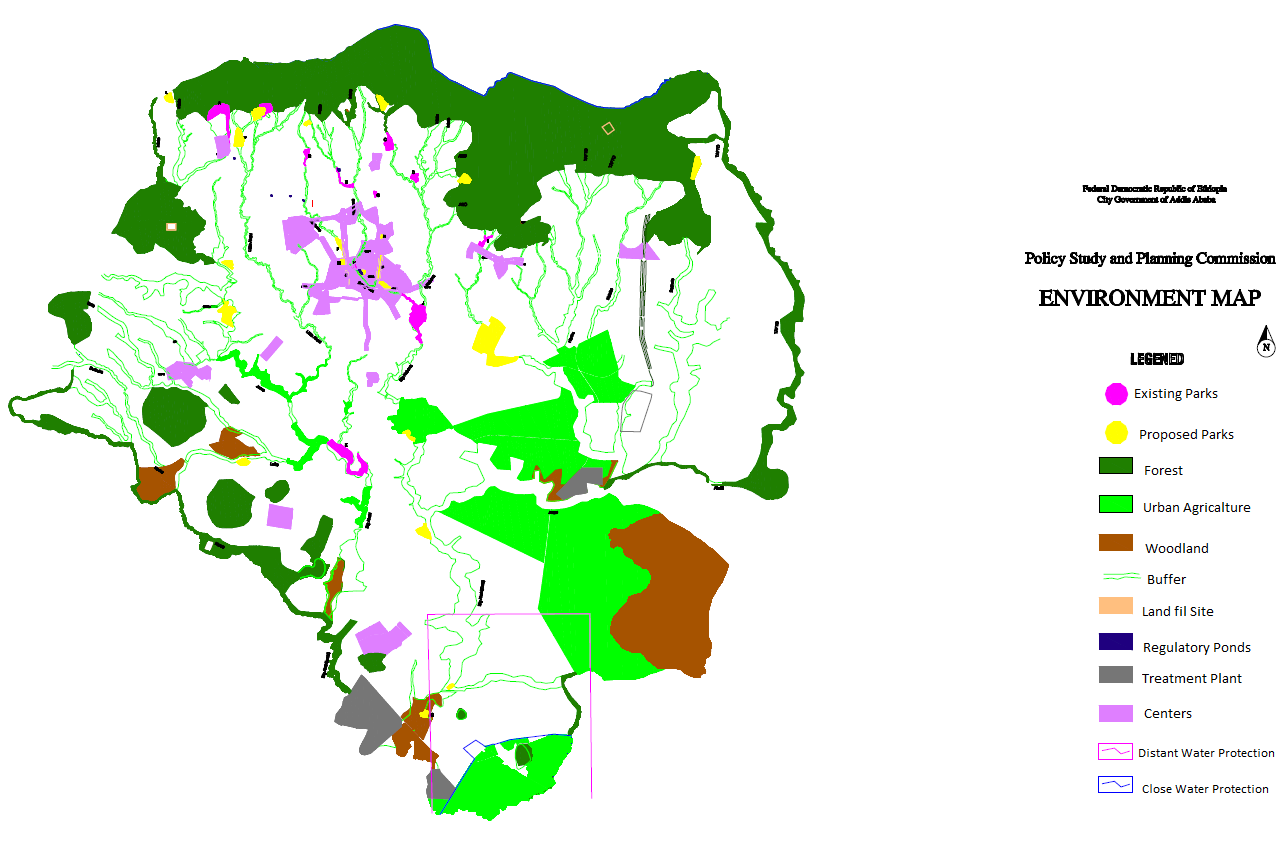 Federal Democratic Republic of Ethiopia
City Government of Addis Ababa
Policy Study and Planning Commission
ENVIRONMENT MAP
N
LEGENED
Existing Parks
Proposed Parks
Forest
Urban Agriculture
Woodland
Buffer
Land fil Site
Regulatory Ponds
Treatment Plant
Centers
Distant Water Protection
Close Water Protection